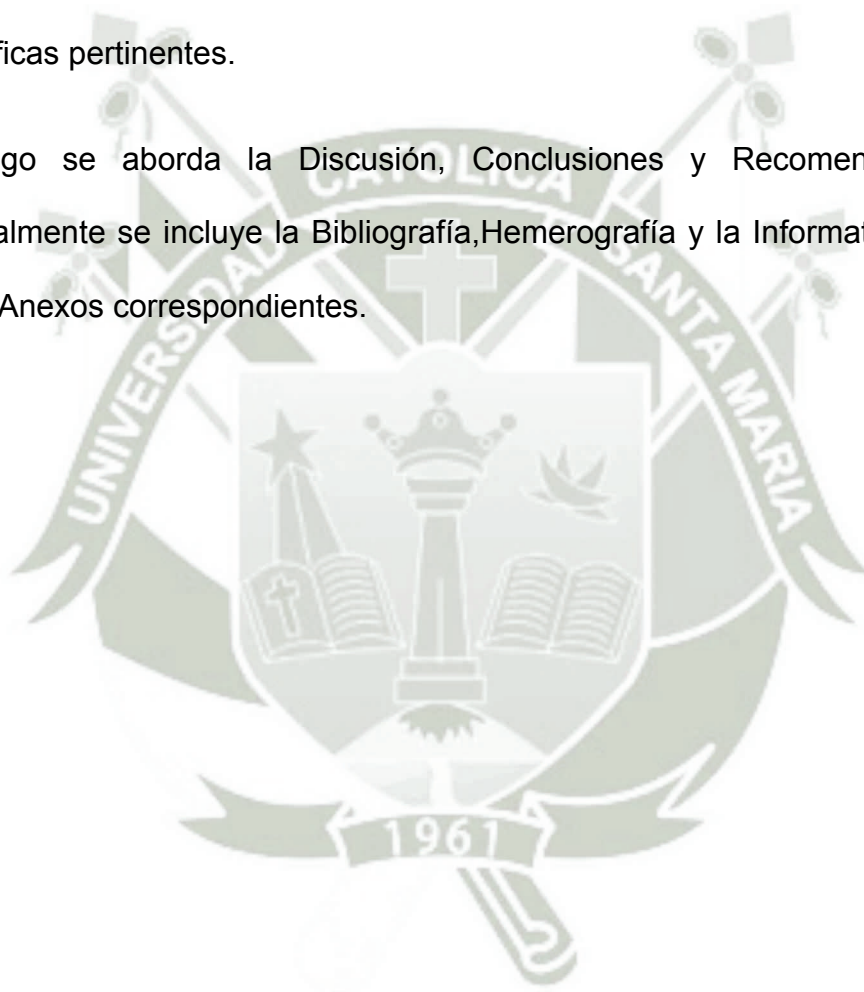 ficas pertinentes.
go se aborda la Discusión, Conclusiones y Recomen
almente se incluye la Bibliografía,Hemerografía y la Informat
Anexos correspondientes.
UNIVERSIDAD CATOLICA SANTA MARIA
1961